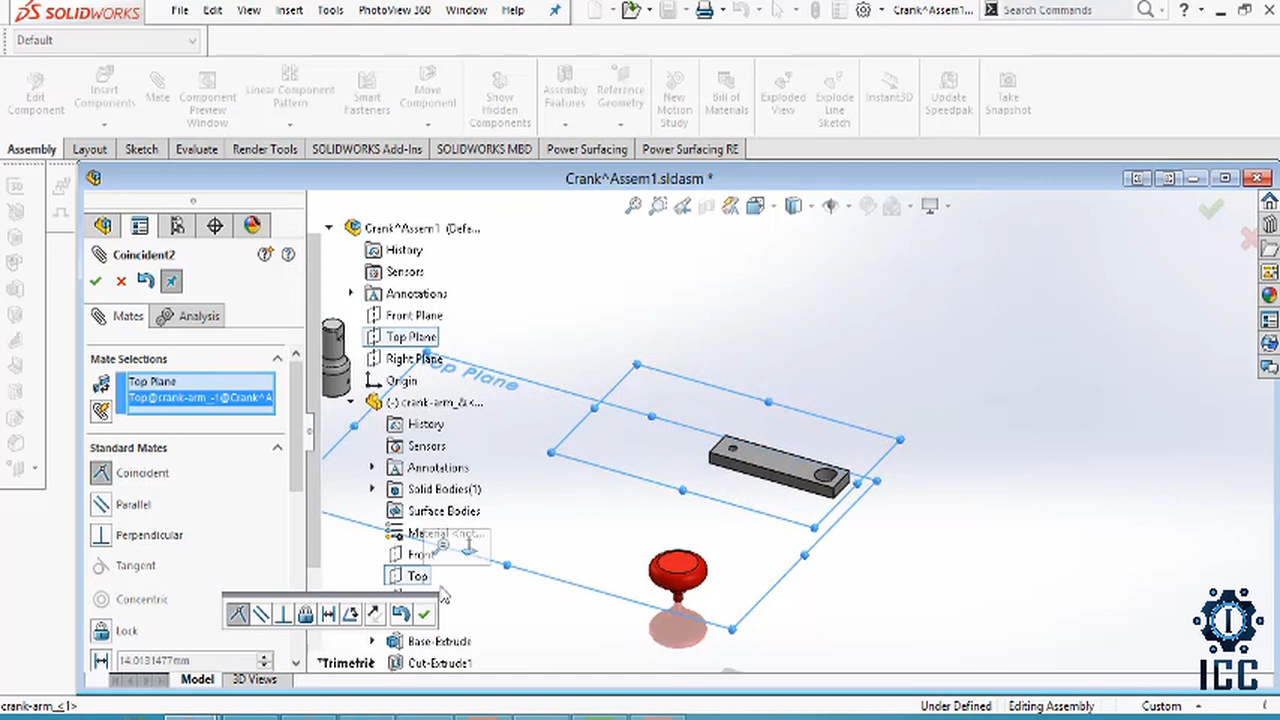 SOLIDWORKS
File Edit View Insert Tools PhotoView 360 Window Help
Crank^Assem1...
Search Commands
Default
Edit Component
Insert Components
Mate
Component Preview Window
Linear Component Pattern
Smart Fasteners
Move Component
Show Hidden Components
Assembly Features
Reference Geometry
New Motion Study
Bill of Materials
Exploded View
Explode Line Sketch
Instant3D
Update Speedpak
Take Snapshot
Assembly Layout Sketch Evaluate Render Tools SOLIDWORKS Add-Ins SOLIDWORKS MBD Power Surfacing Power Surfacing RE
Crank^Assem1.sldasm *
Coincident2
Mates Analysis
Mate Selections
Top Plane
Top@crank-arm_-1@Crank^A
Standard Mates
Coincident
Parallel
Perpendicular
Tangent
Concentric
Lock
14.0131477mm
Crank^Assem1 (Defa...
History
Sensors
Annotations
Front Plane
Top Plane
Right Plane
Origin
(-) crank-arm_&<...
History
Sensors
Annotations
Solid Bodies(1)
Surface Bodies
Material <not...
Front
Top
Base-Extrude
Cut-Extrude1
Top Plane
*Trimetric
Model 3D Views
ICC
crank-arm_<1>
Under Defined Editing Assembly Custom